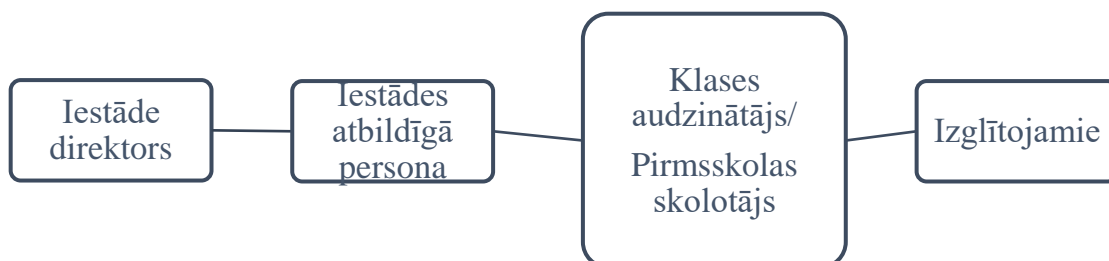 Iestāde
direktors
Iestādes
atbildīgā
persona
Klases
audzinātājs/
Pirmsskolas
skolotājs
Izglītojamie